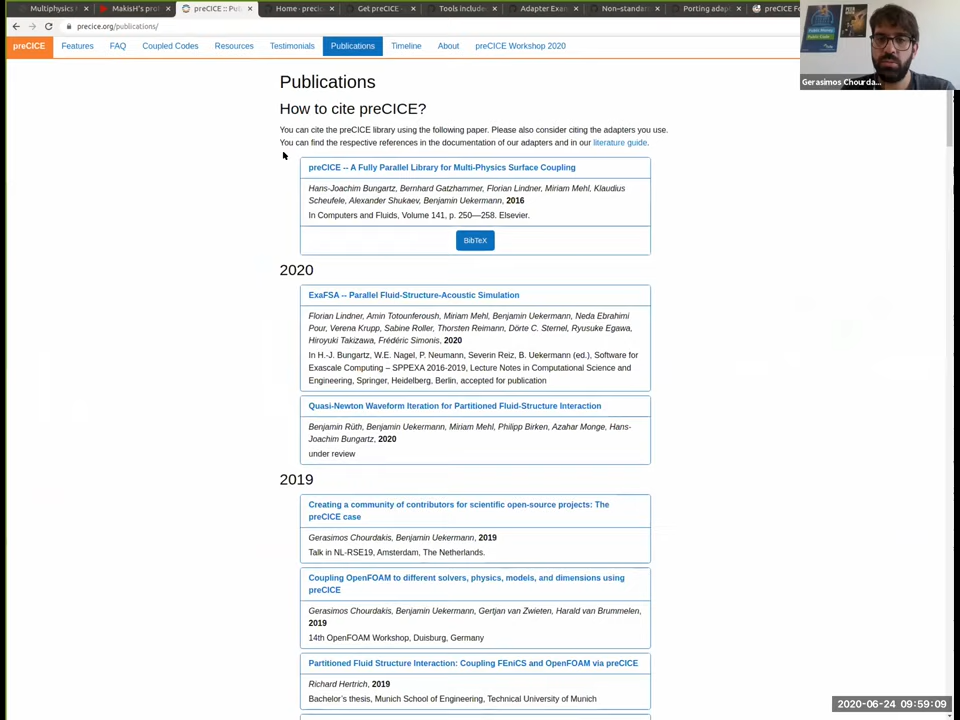 Multiphysics
MakisH's prof
preCICE :: Pub
Home · precic
Get preCICE ·
Tools include
Adapter Exam
Non–standar
Porting adap
preCICE Fo
precice.org/publications/
preCICE
Features
FAQ
Coupled Codes
Resources
Testimonials
Publications
Timeline
About
preCICE Workshop 2020
Gerasimos Chourda...
Publications
How to cite preCICE?
You can cite the preCICE library using the following paper. Please also consider citing the adapters you use.
You can find the respective references in the documentation of our adapters and in our literature guide.
preCICE -- A Fully Parallel Library for Multi-Physics Surface Coupling
Hans-Joachim Bungartz, Bernhard Gatzhammer, Florian Lindner, Miriam Mehl, Klaudius
Scheufele, Alexander Shukaev, Benjamin Uekermann, 2016
In Computers and Fluids, Volume 141, p. 250––258. Elsevier.
BibTeX
2020
ExaFSA -- Parallel Fluid-Structure-Acoustic Simulation
Florian Lindner, Amin Totounferoush, Miriam Mehl, Benjamin Uekermann, Neda Ebrahimi
Pour, Verena Krupp, Sabine Roller, Thorsten Reimann, Dörte C. Sternel, Ryusuke Egawa,
Hiroyuki Takizawa, Frédéric Simonis, 2020
In H.-J. Bungartz, W.E. Nagel, P. Neumann, Severin Reiz, B. Uekermann (ed.), Software for
Exascale Computing – SPPEXA 2016-2019, Lecture Notes in Computational Science and
Engineering, Springer, Heidelberg, Berlin, accepted for publication
Quasi-Newton Waveform Iteration for Partitioned Fluid-Structure Interaction
Benjamin Rüth, Benjamin Uekermann, Miriam Mehl, Philipp Birken, Azahar Monge, Hans-
Joachim Bungartz, 2020
under review
2019
Creating a community of contributors for scientific open-source projects: The
preCICE case
Gerasimos Chourdakis, Benjamin Uekermann, 2019
Talk in NL-RSE19, Amsterdam, The Netherlands.
Coupling OpenFOAM to different solvers, physics, models, and dimensions using
preCICE
Gerasimos Chourdakis, Benjamin Uekermann, Gertjan van Zwieten, Harald van Brummelen,
2019
14th OpenFOAM Workshop, Duisburg, Germany
Partitioned Fluid Structure Interaction: Coupling FEniCS and OpenFOAM via preCICE
Richard Hertrich, 2019
Bachelor's thesis, Munich School of Engineering, Technical University of Munich
2020-06-24 09:59:09